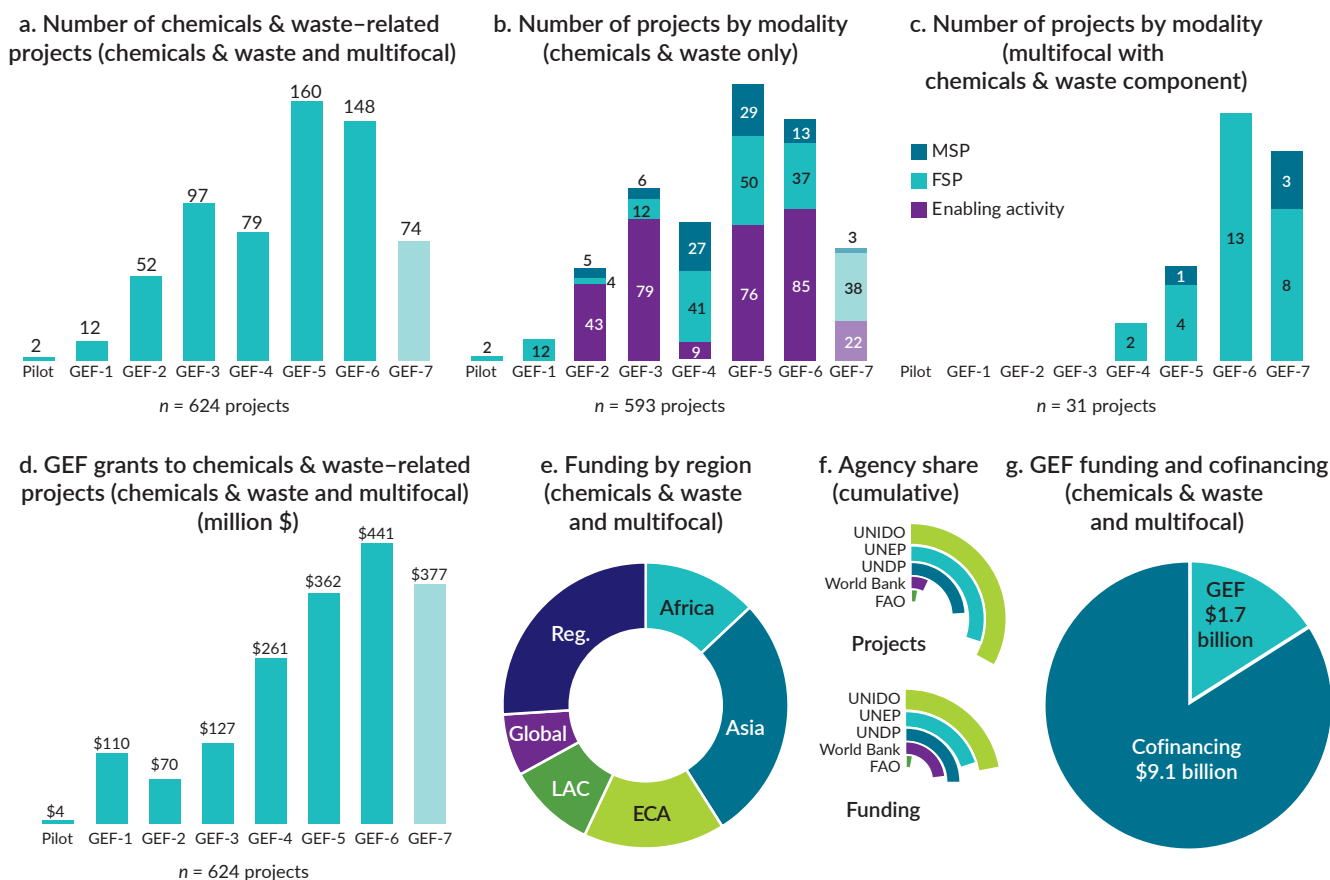 a. Number of chemicals & waste–related
projects (chemicals & waste and multifocal)
2
12
52
97
79
160
148
74
Pilot GEF-1 GEF-2 GEF-3 GEF-4 GEF-5 GEF-6 GEF-7
n = 624 projects
b. Number of projects by modality
(chemicals & waste only)
2
12
5
4
43
6
12
79
27
41
9
29
50
76
13
37
85
3
38
22
Pilot GEF-1 GEF-2 GEF-3 GEF-4 GEF-5 GEF-6 GEF-7
n = 593 projects
c. Number of projects by modality
(multifocal with
chemicals & waste component)
MSP
FSP
Enabling activity
2
1
4
13
3
8
Pilot GEF-1 GEF-2 GEF-3 GEF-4 GEF-5 GEF-6 GEF-7
n = 31 projects
d. GEF grants to chemicals & waste–related
projects (chemicals & waste and multifocal)
(million $)
$4
$110
$70
$127
$261
$362
$441
$377
Pilot GEF-1 GEF-2 GEF-3 GEF-4 GEF-5 GEF-6 GEF-7
n = 624 projects
e. Funding by region
(chemicals & waste
and multifocal)
Reg.
Africa
Global
Asia
LAC
ECA
f. Agency share
(cumulative)
UNIDO
UNEP
UNDP
World Bank
FAO
Projects
UNIDO
UNEP
UNDP
World Bank
FAO
Funding
g. GEF funding and cofinancing
(chemicals & waste
and multifocal)
GEF
$1.7
billion
Cofinancing
$9.1 billion